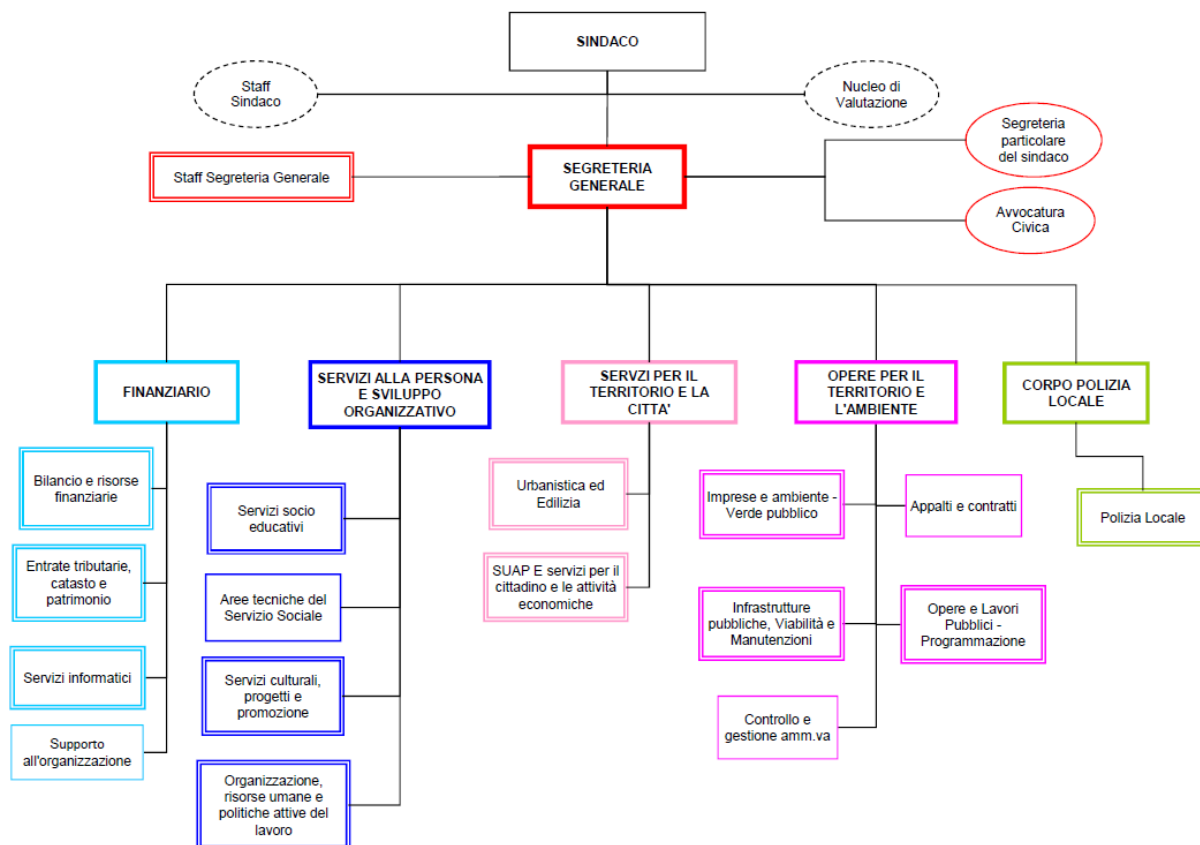 SINDACO
Staff
Sindaco
Nucleo di
Valutazione
Segreteria
particolare
del sindaco
Staff Segreteria Generale
SEGRETERIA
GENERALE
Avvocatura
Civica
FINANZIARIO
SERVIZI ALLA PERSONA
E SVILUPPO
ORGANIZZATIVO
SERVZI PER IL
TERRITORIO E LA
CITTA'
OPERE PER IL
TERRITORIO E
L'AMBIENTE
CORPO POLIZIA
LOCALE
Bilancio e risorse
finanziarie
Entrate tributarie,
catasto e
patrimonio
Servizi informatici
Supporto
all'organizzazione
Servizi socio
educativi
Aree tecniche del
Servizio Sociale
Servizi culturali,
progetti e
promozione
Organizzazione,
risorse umane e
politiche attive del
lavoro
Urbanistica ed
Edilizia
SUAP E servizi per il
cittadino e le attività
economiche
Imprese e ambiente -
Verde pubblico
Appalti e contratti
Infrastrutture
pubbliche, Viabilità e
Manutenzioni
Opere e Lavori
Pubblici -
Programmazione
Controllo e
gestione amm.va
Polizia Locale